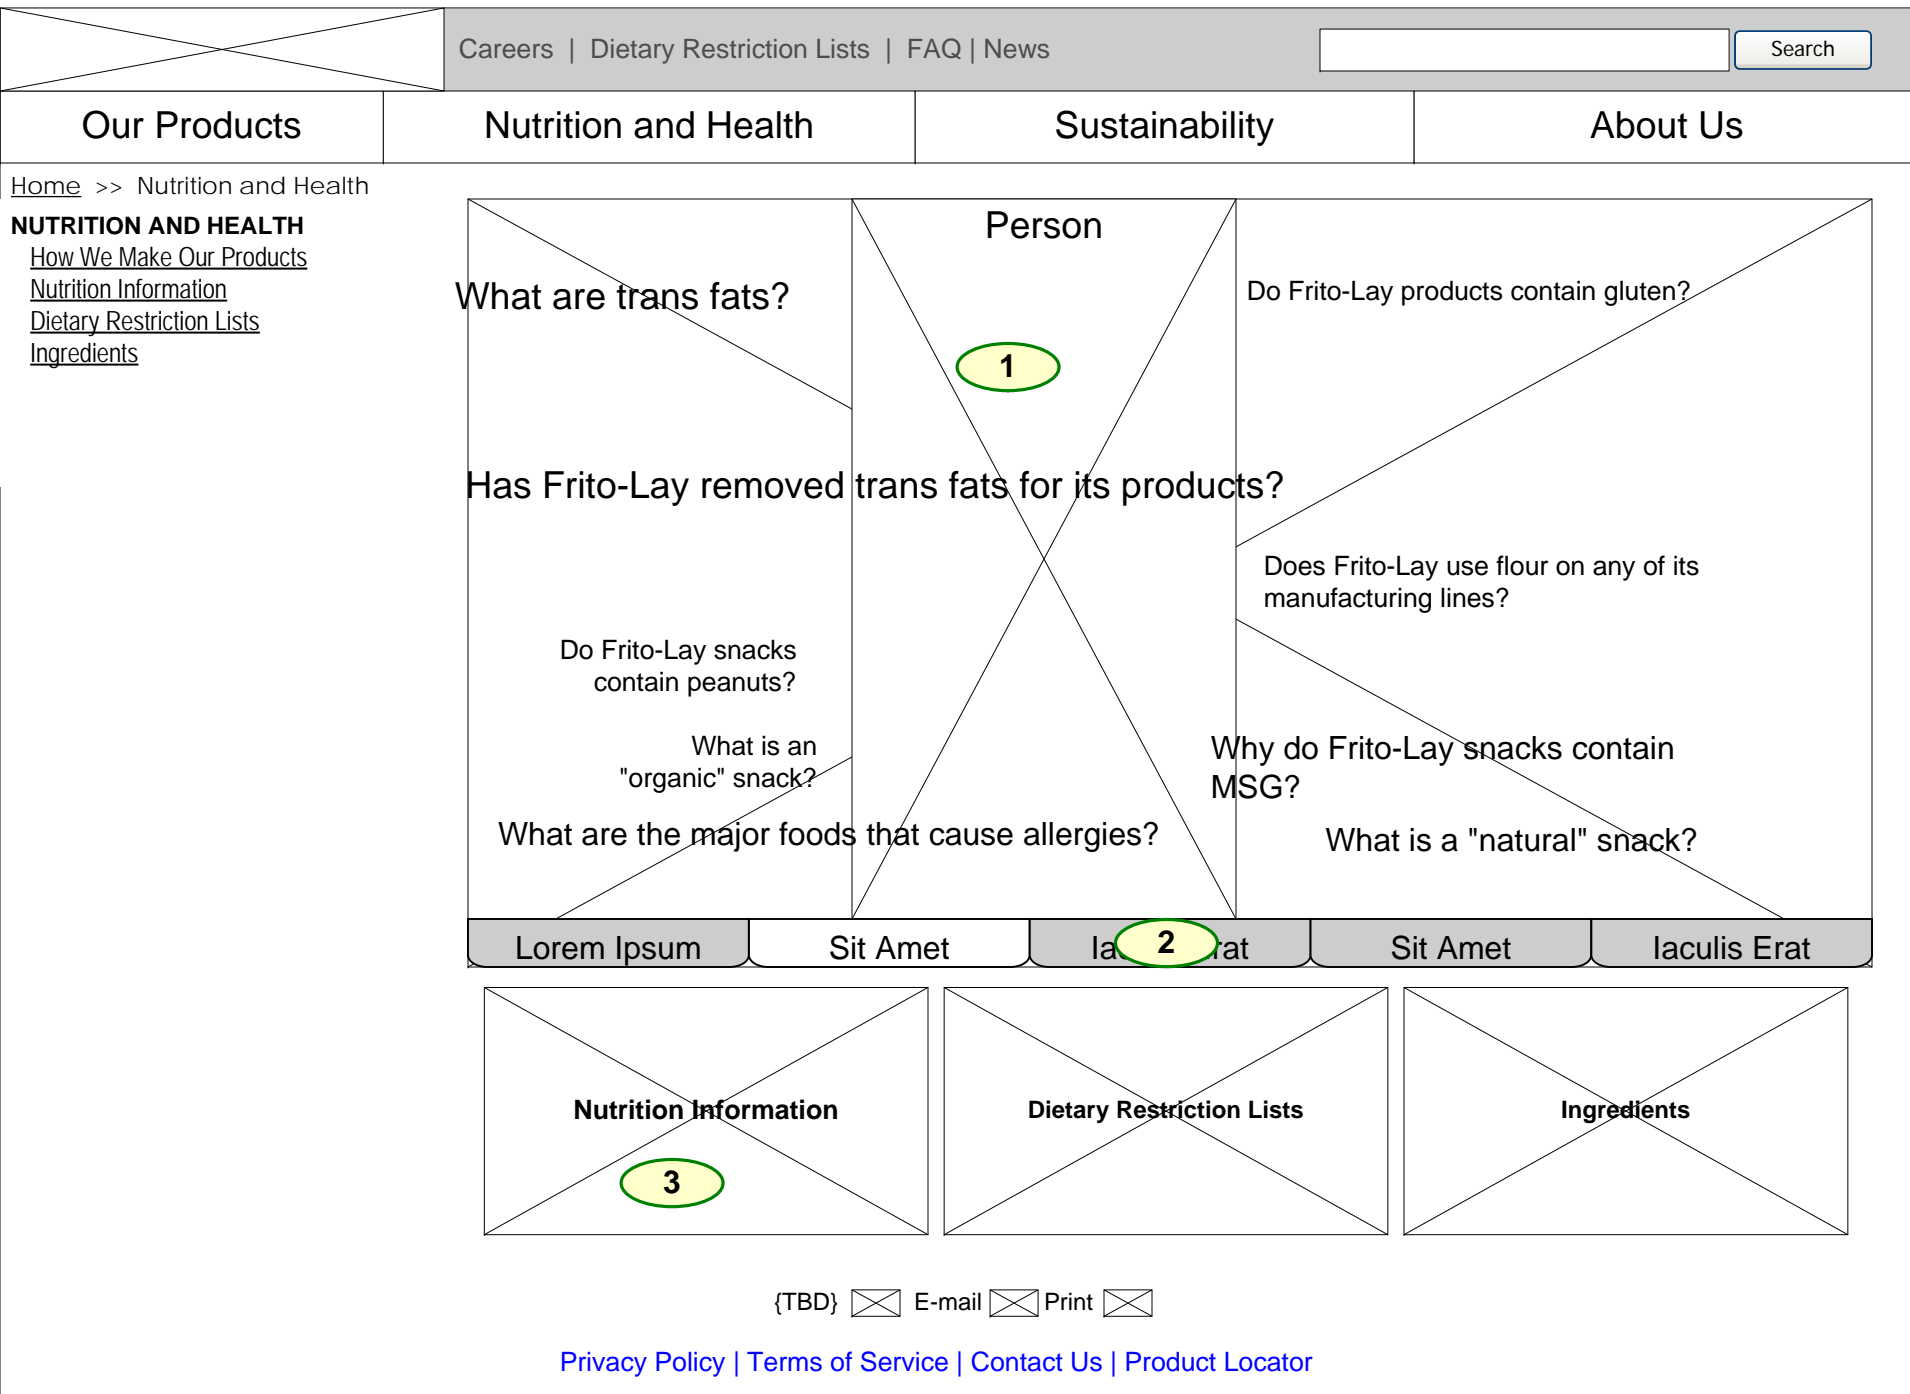 Careers | Dietary Restriction Lists | FAQ | News
Search
Our Products
Nutrition and Health
Sustainability
About Us
Home >> Nutrition and Health
NUTRITION AND HEALTH
How We Make Our Products
Nutrition Information
Dietary Restriction Lists
Ingredients
Person
What are trans fats?
Do Frito-Lay products contain gluten?
1
Has Frito-Lay removed trans fats for its products?
Does Frito-Lay use flour on any of its
manufacturing lines?
Do Frito-Lay snacks
contain peanuts?
What is an
"organic" snack?
Why do Frito-Lay snacks contain
MSG?
What are the major foods that cause allergies?
What is a "natural" snack?
Lorem Ipsum
Sit Amet
2
Sit Amet
Iaculis Erat
Nutrition Information
Dietary Restriction Lists
Ingredients
3
{TBD} E-mail Print
Privacy Policy | Terms of Service | Contact Us | Product Locator